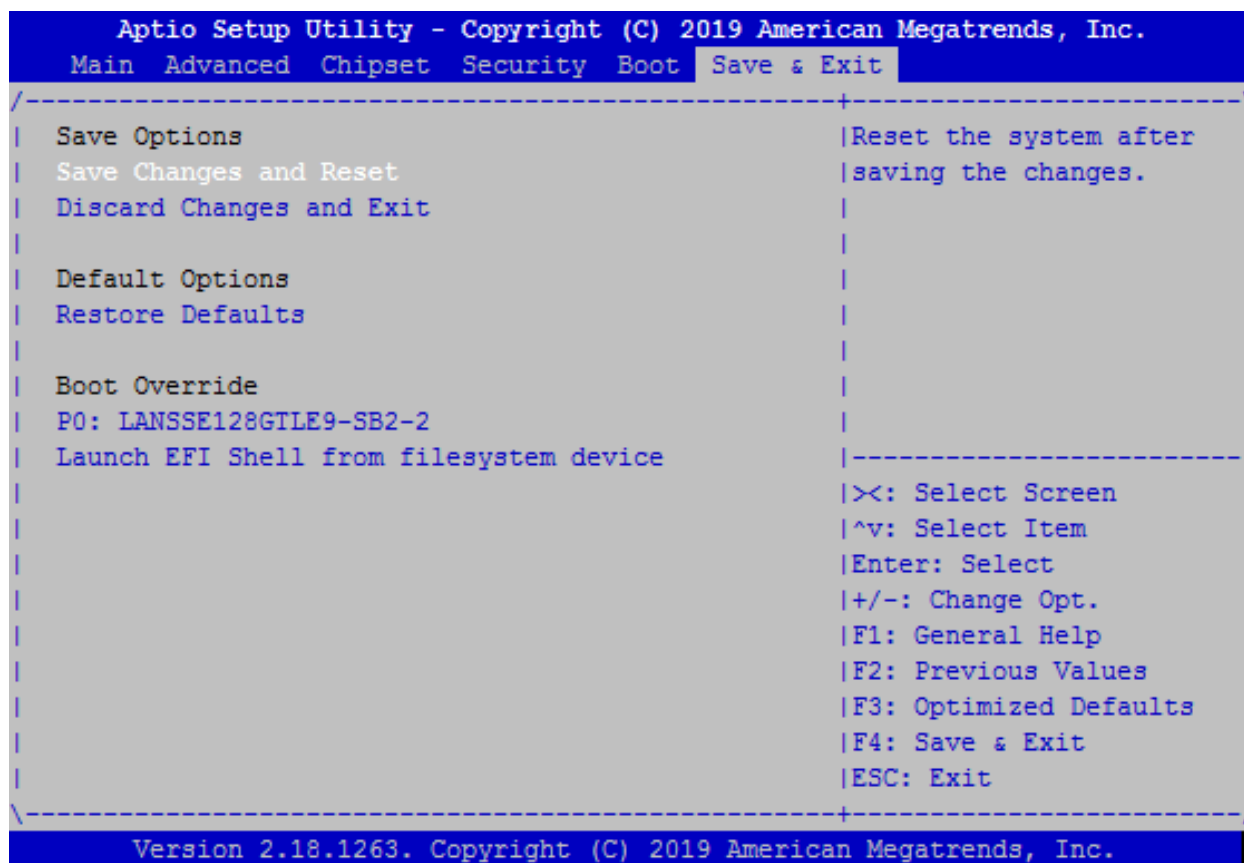 Aptio Setup Utility - Copyright (C) 2019 American Megatrends, Inc.
Main Advanced Chipset Security Boot Save & Exit
Save Options
Save Changes and Reset
Discard Changes and Exit
Default Options
Restore Defaults
Boot Override
P0: LANSSE128GTLE9-SB2-2
Launch EFI Shell from filesystem device
Reset the system after
saving the changes.
><: Select Screen
^v: Select Item
Enter: Select
+/-: Change Opt.
F1: General Help
F2: Previous Values
F3: Optimized Defaults
F4: Save & Exit
ESC: Exit
Version 2.18.1263. Copyright (C) 2019 American Megatrends, Inc.